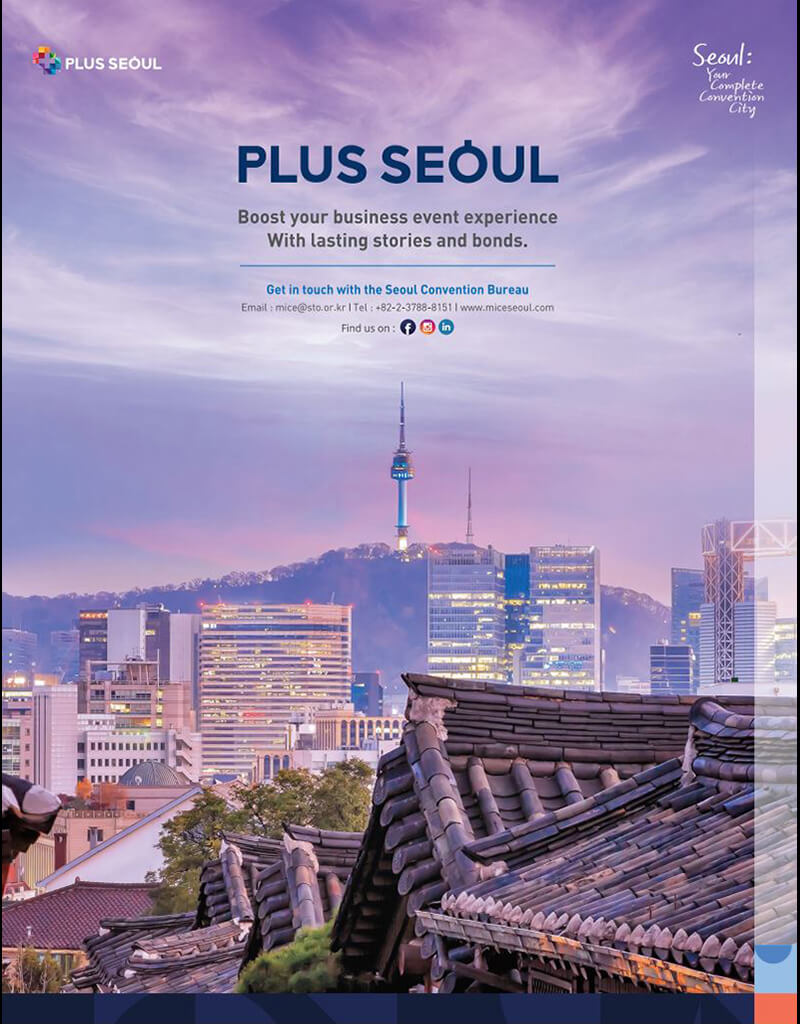 PLUS SEOUL
Seoul:
Your
Complete
Convention
City
PLUS SEOUL
Boost your business event experience
With lasting stories and bonds.
Get in touch with the Seoul Convention Bureau
Email : mice@sto.or.kr | Tel : +82-2-3788-8151 | www.miceseoul.com
Find us on :